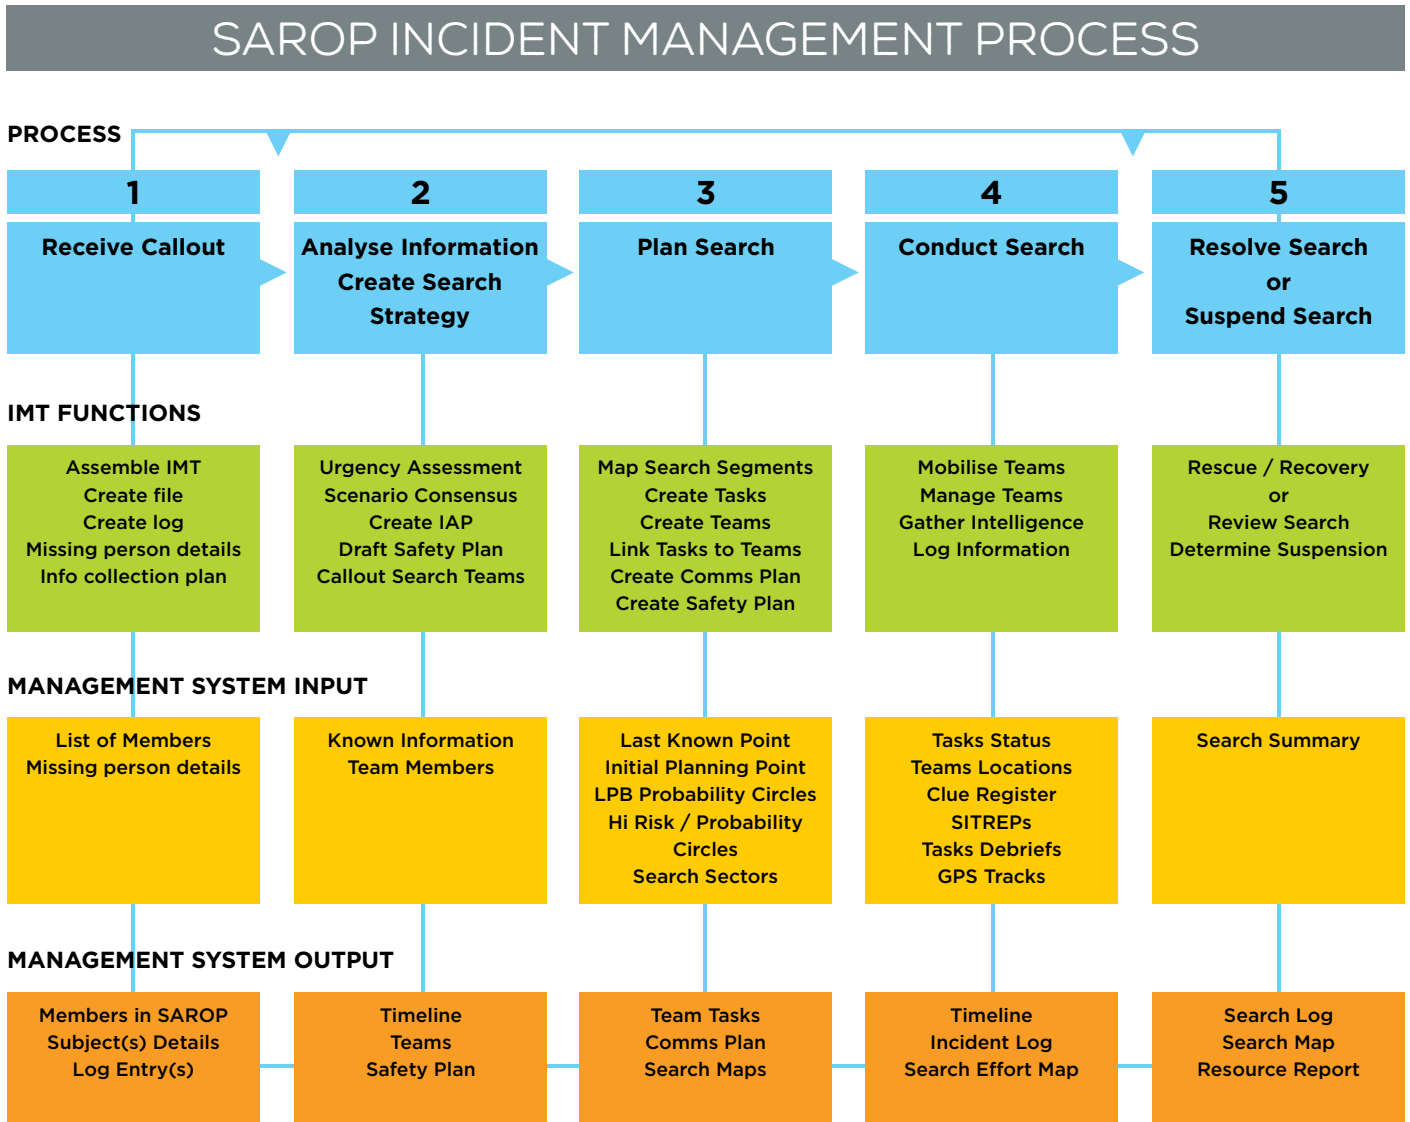 SAROP INCIDENT MANAGEMENT PROCESS
PROCESS
1
2
3
4
5
Receive Callout
Analyse Information
Create Search
Strategy
Plan Search
Conduct Search
Resolve Search
or
Suspend Search
IMT FUNCTIONS
Assemble IMT
Create file
Create log
Missing person details
Info collection plan
Urgency Assessment
Scenario Consensus
Create IAP
Draft Safety Plan
Callout Search Teams
Map Search Segments
Create Tasks
Create Teams
Link Tasks to Teams
Create Comms Plan
Create Safety Plan
Mobilise Teams
Manage Teams
Gather Intelligence
Log Information
Rescue / Recovery
or
Review Search
Determine Suspension
MANAGEMENT SYSTEM INPUT
List of Members
Missing person details
Known Information
Team Members
Last Known Point
Initial Planning Point
LPB Probability Circles
Hi Risk / Probability
Circles
Search Sectors
Tasks Status
Teams Locations
Clue Register
SITREPs
Tasks Debriefs
GPS Tracks
Search Summary
MANAGEMENT SYSTEM OUTPUT
Members in SAROP
Subject(s) Details
Log Entry(s)
Timeline
Teams
Safety Plan
Team Tasks
Comms Plan
Search Maps
Timeline
Incident Log
Search Effort Map
Search Log
Search Map
Resource Report